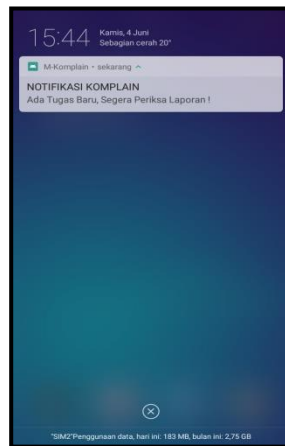 15:44
Kamis, 4 Juni
Sebagian cerah 20°
M-Komplain • sekarang
NOTIFIKASI KOMPLAIN
Ada Tugas Baru, Segera Periksa Laporan !
"SIM2"Penggunaan data, hari ini: 183 MB, bulan ini: 2,75 GB